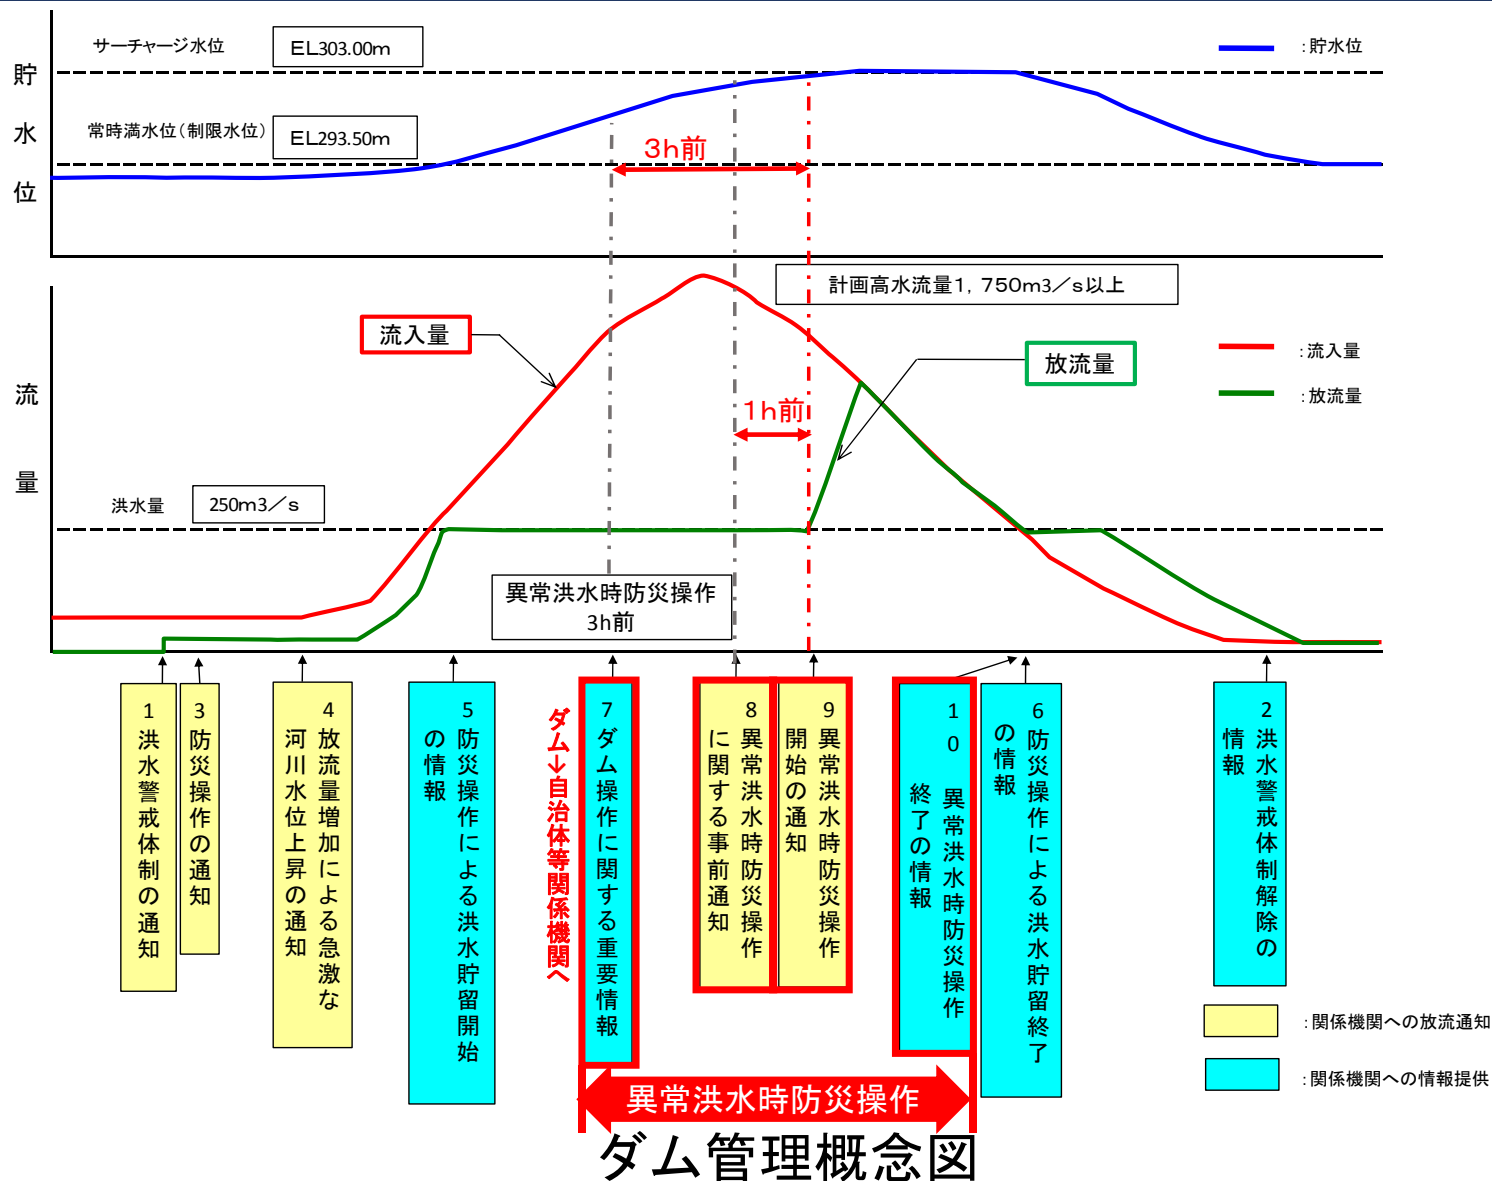 サーチャージ水位
EL303.00m
:貯水位
貯水位
常時満水位(制限水位)
EL293.50m
3h前
計画高水流量1,750m3/s以上
流入量
放流量
:流入量
:放流量
流量
1h前
洪水量
250m3/s
異常洪水時防災操作
3h前
1 洪水警戒体制の通知
3 防災操作の通知
4 放流量増加による急激な
河川水位上昇の通知
5 防災操作による洪水貯留開始
の情報
ダム→自治体等関係機関へ
7 ダム操作に関する重要情報
8 異常洪水時防災操作
に関する事前通知
9 異常洪水時防災操作
開始の通知
10 異常洪水時防災操作
終了の情報
6 防災操作による洪水貯留終了
の情報
2 洪水警戒体制解除の
情報
:関係機関への放流通知
:関係機関への情報提供
異常洪水時防災操作
ダム管理概念図